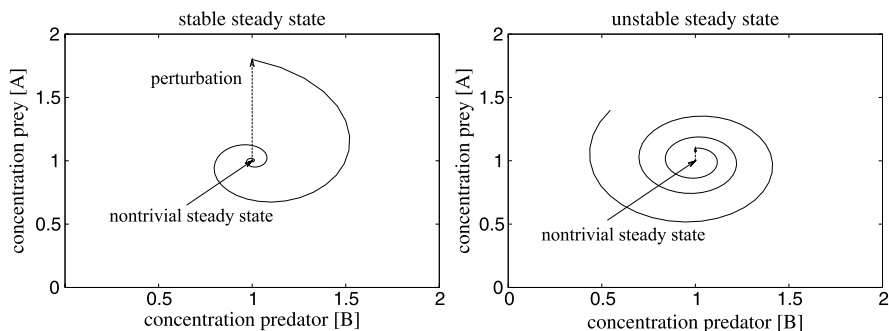 stable steady state
concentration prey [A]
2
1.5
1
0.5
perturbation
nontrivial steady state
0.5
1
1.5
2
concentration predator [B]
unstable steady state
concentration prey [A]
2
1.5
1
0.5
nontrivial steady state
0
0.5
1
1.5
2
concentration predator [B]